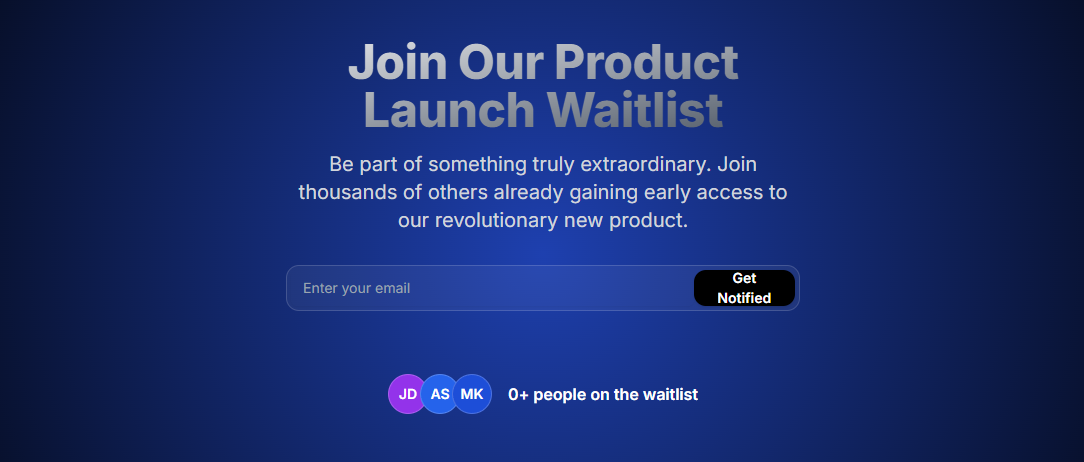 Join Our Product
Launch Waitlist
Be part of something truly extraordinary. Join
thousands of others already gaining early access to
our revolutionary new product.
Enter your email
Get
Notified
JD AS MK 0+ people on the waitlist